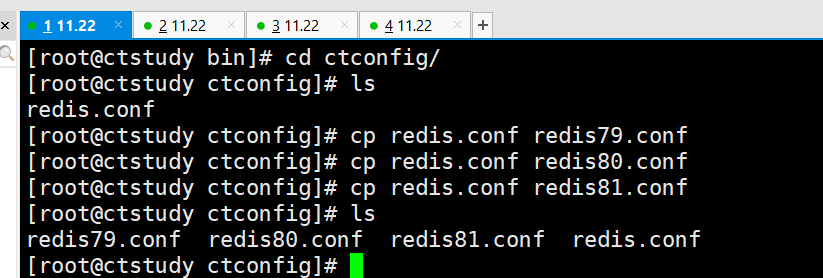 1 11.22 × 2 11.22 × 3 11.22 × 4 11.22 × +
[root@ctstudy bin]# cd ctconfig/
[root@ctstudy ctconfig]# ls
redis.conf
[root@ctstudy ctconfig]# cp redis.conf redis79.conf
[root@ctstudy ctconfig]# cp redis.conf redis80.conf
[root@ctstudy ctconfig]# cp redis.conf redis81.conf
[root@ctstudy ctconfig]# ls
redis79.conf  redis80.conf  redis81.conf  redis.conf
[root@ctstudy ctconfig]#